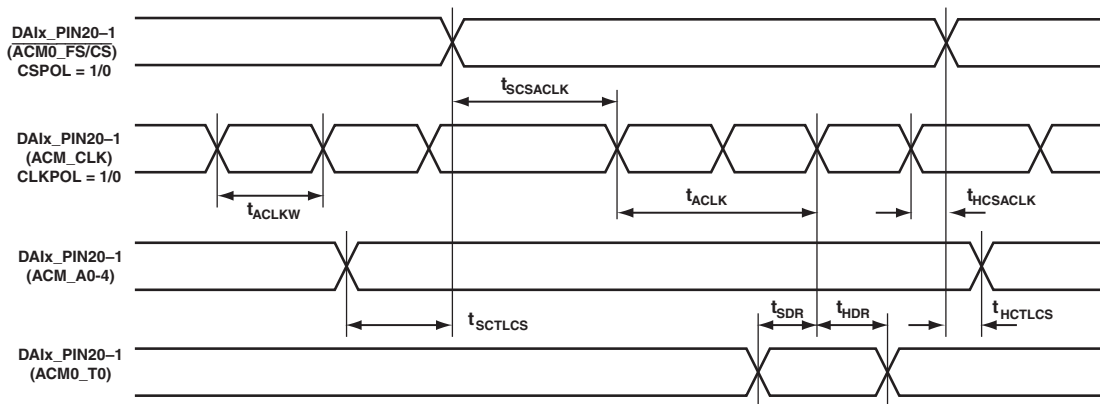 DAIx_PIN20–1
(ACM0_FS/CS)
CSPOL = 1/0
tSCSACLK
DAIx_PIN20–1
(ACM_CLK)
CLKPOL = 1/0
tACLKW
tACLK
tHCSACLK
DAIx_PIN20–1
(ACM_A0-4)
tSCTLCS
tSDR
tHDR
tHCTLCS
DAIx_PIN20–1
(ACM0_T0)